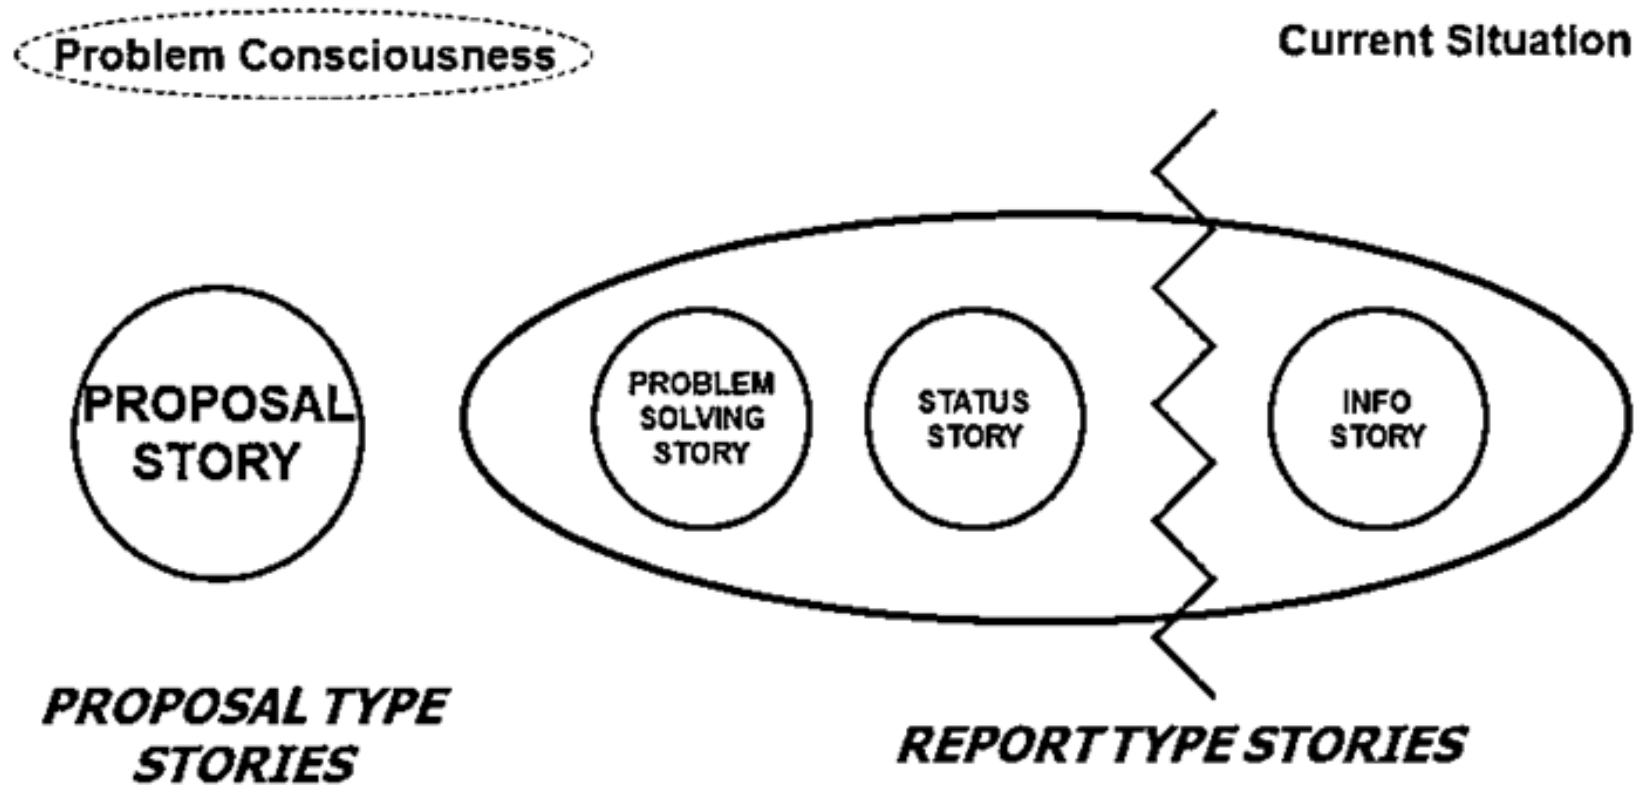 Problem Consciousness
Current Situation
PROPOSAL
STORY
PROBLEM
SOLVING
STORY
STATUS
STORY
INFO
STORY
PROPOSAL TYPE
STORIES
REPORT TYPE STORIES